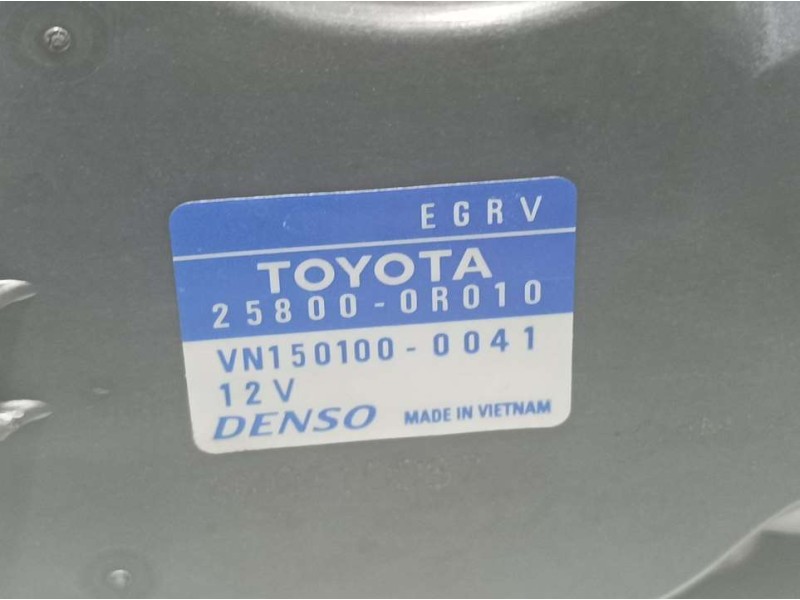 EGRV
TOYOTA
25800-0R010
VN150100-0041
12V
DENSO MADE IN VIETNAM